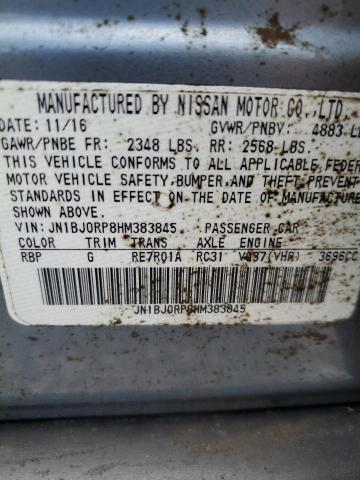 MANUFACTURED BY NISSAN MOTOR CO., LTD.
DATE: 11/16 GVWR/PNBV: 4883
GAWR/PNBE FR: 2348 LBS. RR: 2568 LBS.
THIS VEHICLE CONFORMS TO ALL APPLICABLE
MOTOR VEHICLE SAFETY, BUMPER, AND THEFT
STANDARDS IN EFFECT ON THE DATE OF
SHOWN ABOVE.
VIN: JN1BJ0RP8HM383845 PASSENGER CAR
COLOR TRIM TRANS AXLE ENGINE
RBP G RE7R01A RC31 VQ37(VHR) 3696CC
JN1BJ0RP8HM383845